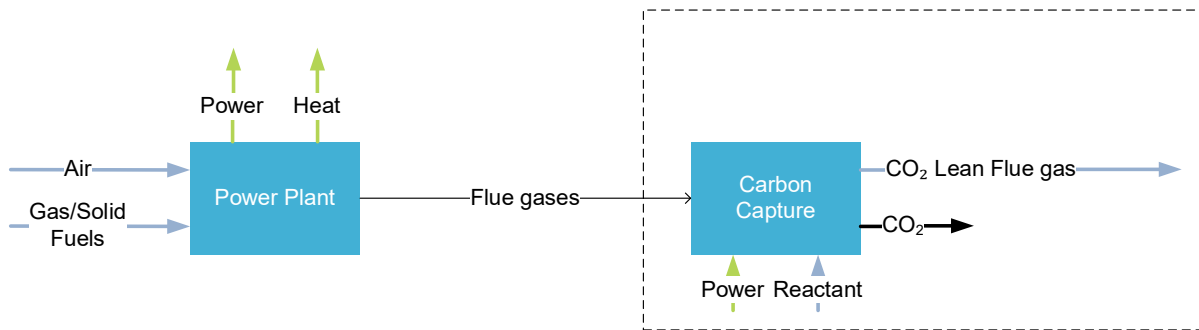 Power
Heat
Air
Gas/Solid
Fuels
Power Plant
Flue gases
Carbon
Capture
CO₂ Lean Flue gas
CO₂
Power
Reactant